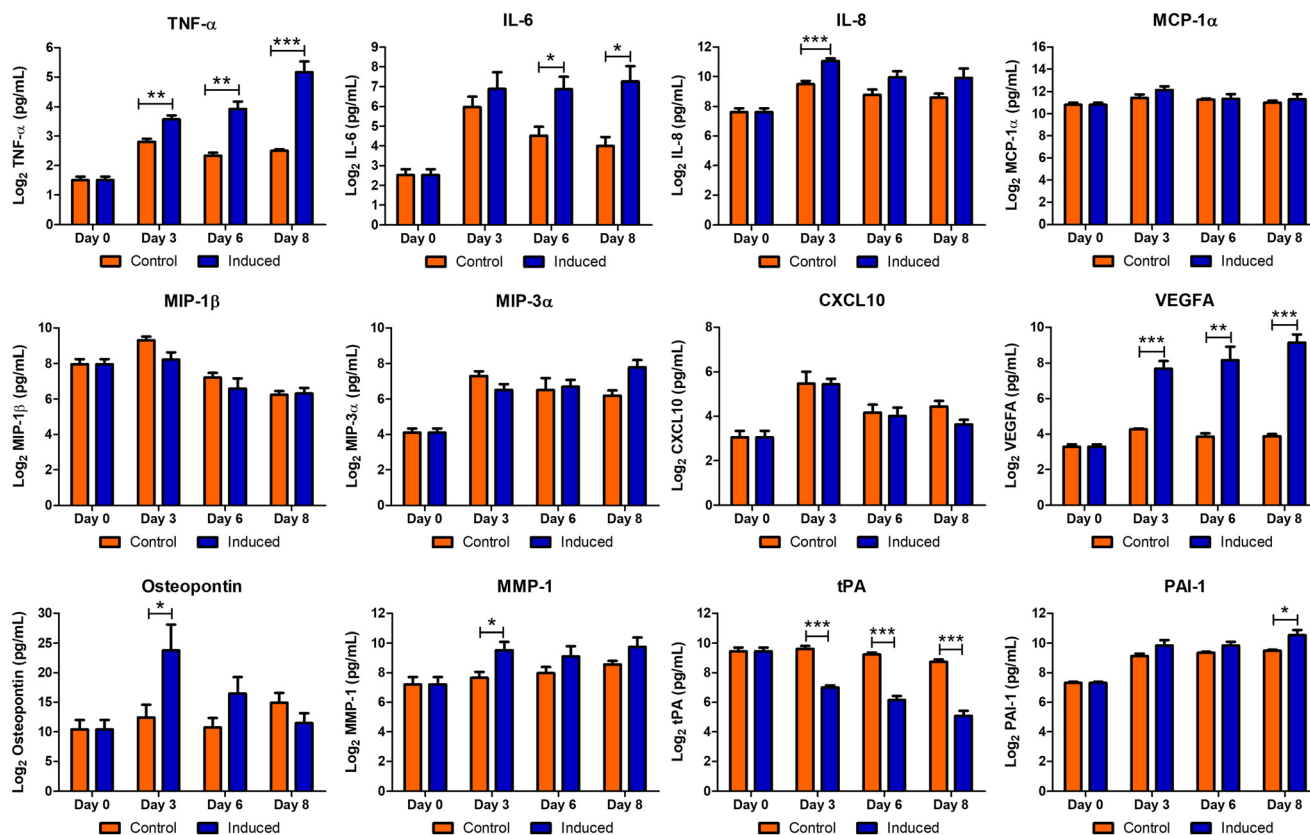 TNF-α
***
**
**
Log₂ TNF-α (pg/mL)
6
5
4
3
2
1
0
Day 0 Day 3 Day 6 Day 8
Control Induced
IL-6
*
*
Log₂ IL-6 (pg/mL)
9
8
7
6
5
4
3
2
1
0
Day 0 Day 3 Day 6 Day 8
Control Induced
IL-8
***
Log₂ IL-8 (pg/mL)
12
10
8
6
4
2
0
Day 0 Day 3 Day 6 Day 8
Control Induced
MCP-1α
Log₂ MCP-1α (pg/mL)
16
14
12
10
8
6
4
2
0
Day 0 Day 3 Day 6 Day 8
Control Induced
MIP-1β
Log₂ MIP-1β (pg/mL)
10
8
6
4
2
0
Day 0 Day 3 Day 6 Day 8
Control Induced
MIP-3α
Log₂ MIP-3α (pg/mL)
10
8
6
4
2
0
Day 0 Day 3 Day 6 Day 8
Control Induced
CXCL10
Log₂ CXCL10 (pg/mL)
8
6
4
2
0
Day 0 Day 3 Day 6 Day 8
Control Induced
VEGFA
***
**
***
Log₂ VEGFA (pg/mL)
10
8
6
4
2
0
Day 0 Day 3 Day 6 Day 8
Control Induced
Osteopontin
*
Log₂ Osteopontin (pg/mL)
30
25
20
15
10
5
0
Day 0 Day 3 Day 6 Day 8
Control Induced
MMP-1
*
Log₂ MMP-1 (pg/mL)
12
10
8
6
4
2
0
Day 0 Day 3 Day 6 Day 8
Control Induced
tPA
***
***
***
Log₂ tPA (pg/mL)
12
10
8
6
4
2
0
Day 0 Day 3 Day 6 Day 8
Control Induced
PAI-1
*
Log₂ PAI-1 (pg/mL)
12
10
8
6
4
2
0
Day 0 Day 3 Day 6 Day 8
Control Induced